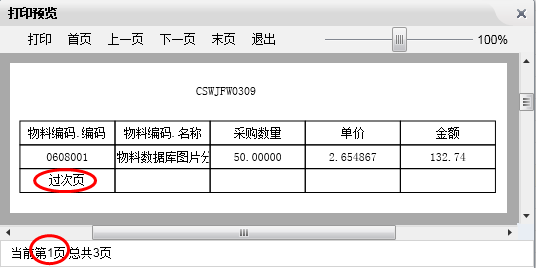 打印预览
打印 首页 上一页 下一页 末页 退出 100%
CSWJFW0309
物料编码.编码 物料编码.名称 采购数量 单价 金额
0608001 物料数据库图片分 50.00000 2.654867 132.74
过次页
当前第1页 总共3页